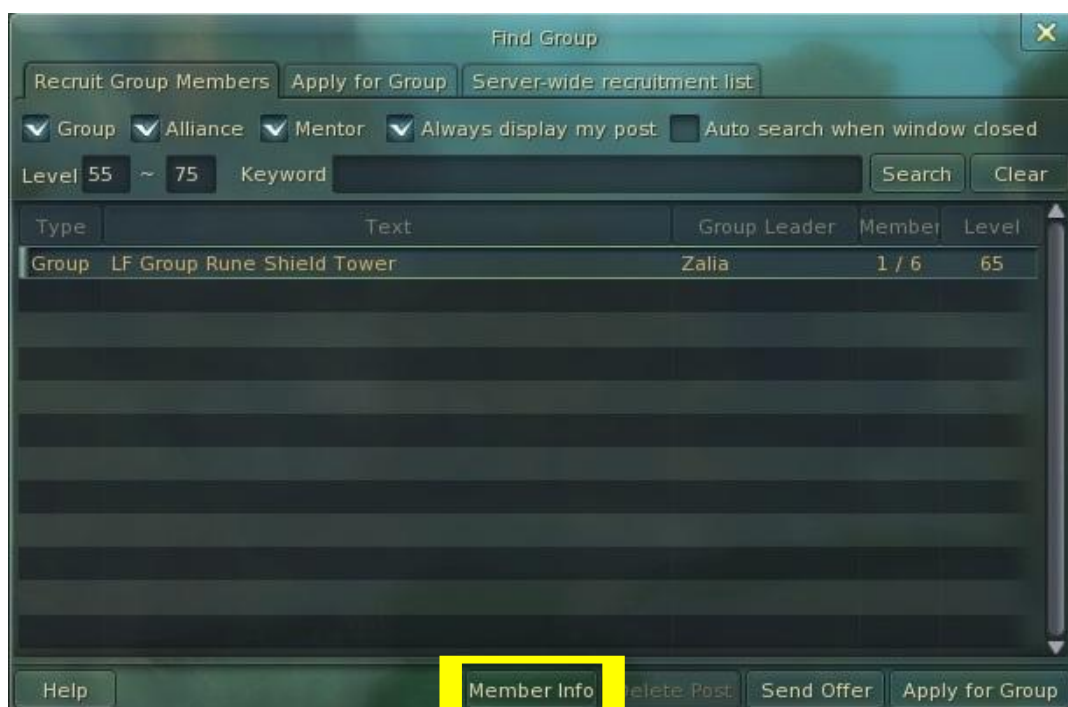 Find Group
Recruit Group Members Apply for Group Server-wide recruitment list
Group Alliance Mentor Always display my post Auto search when window closed
Level 55 ~ 75 Keyword Search Clear
Type Text Group Leader Member Level
Group LF Group Rune Shield Tower Zalia 1 / 6 65
Help Member Info elete Post Send Offer Apply for Group